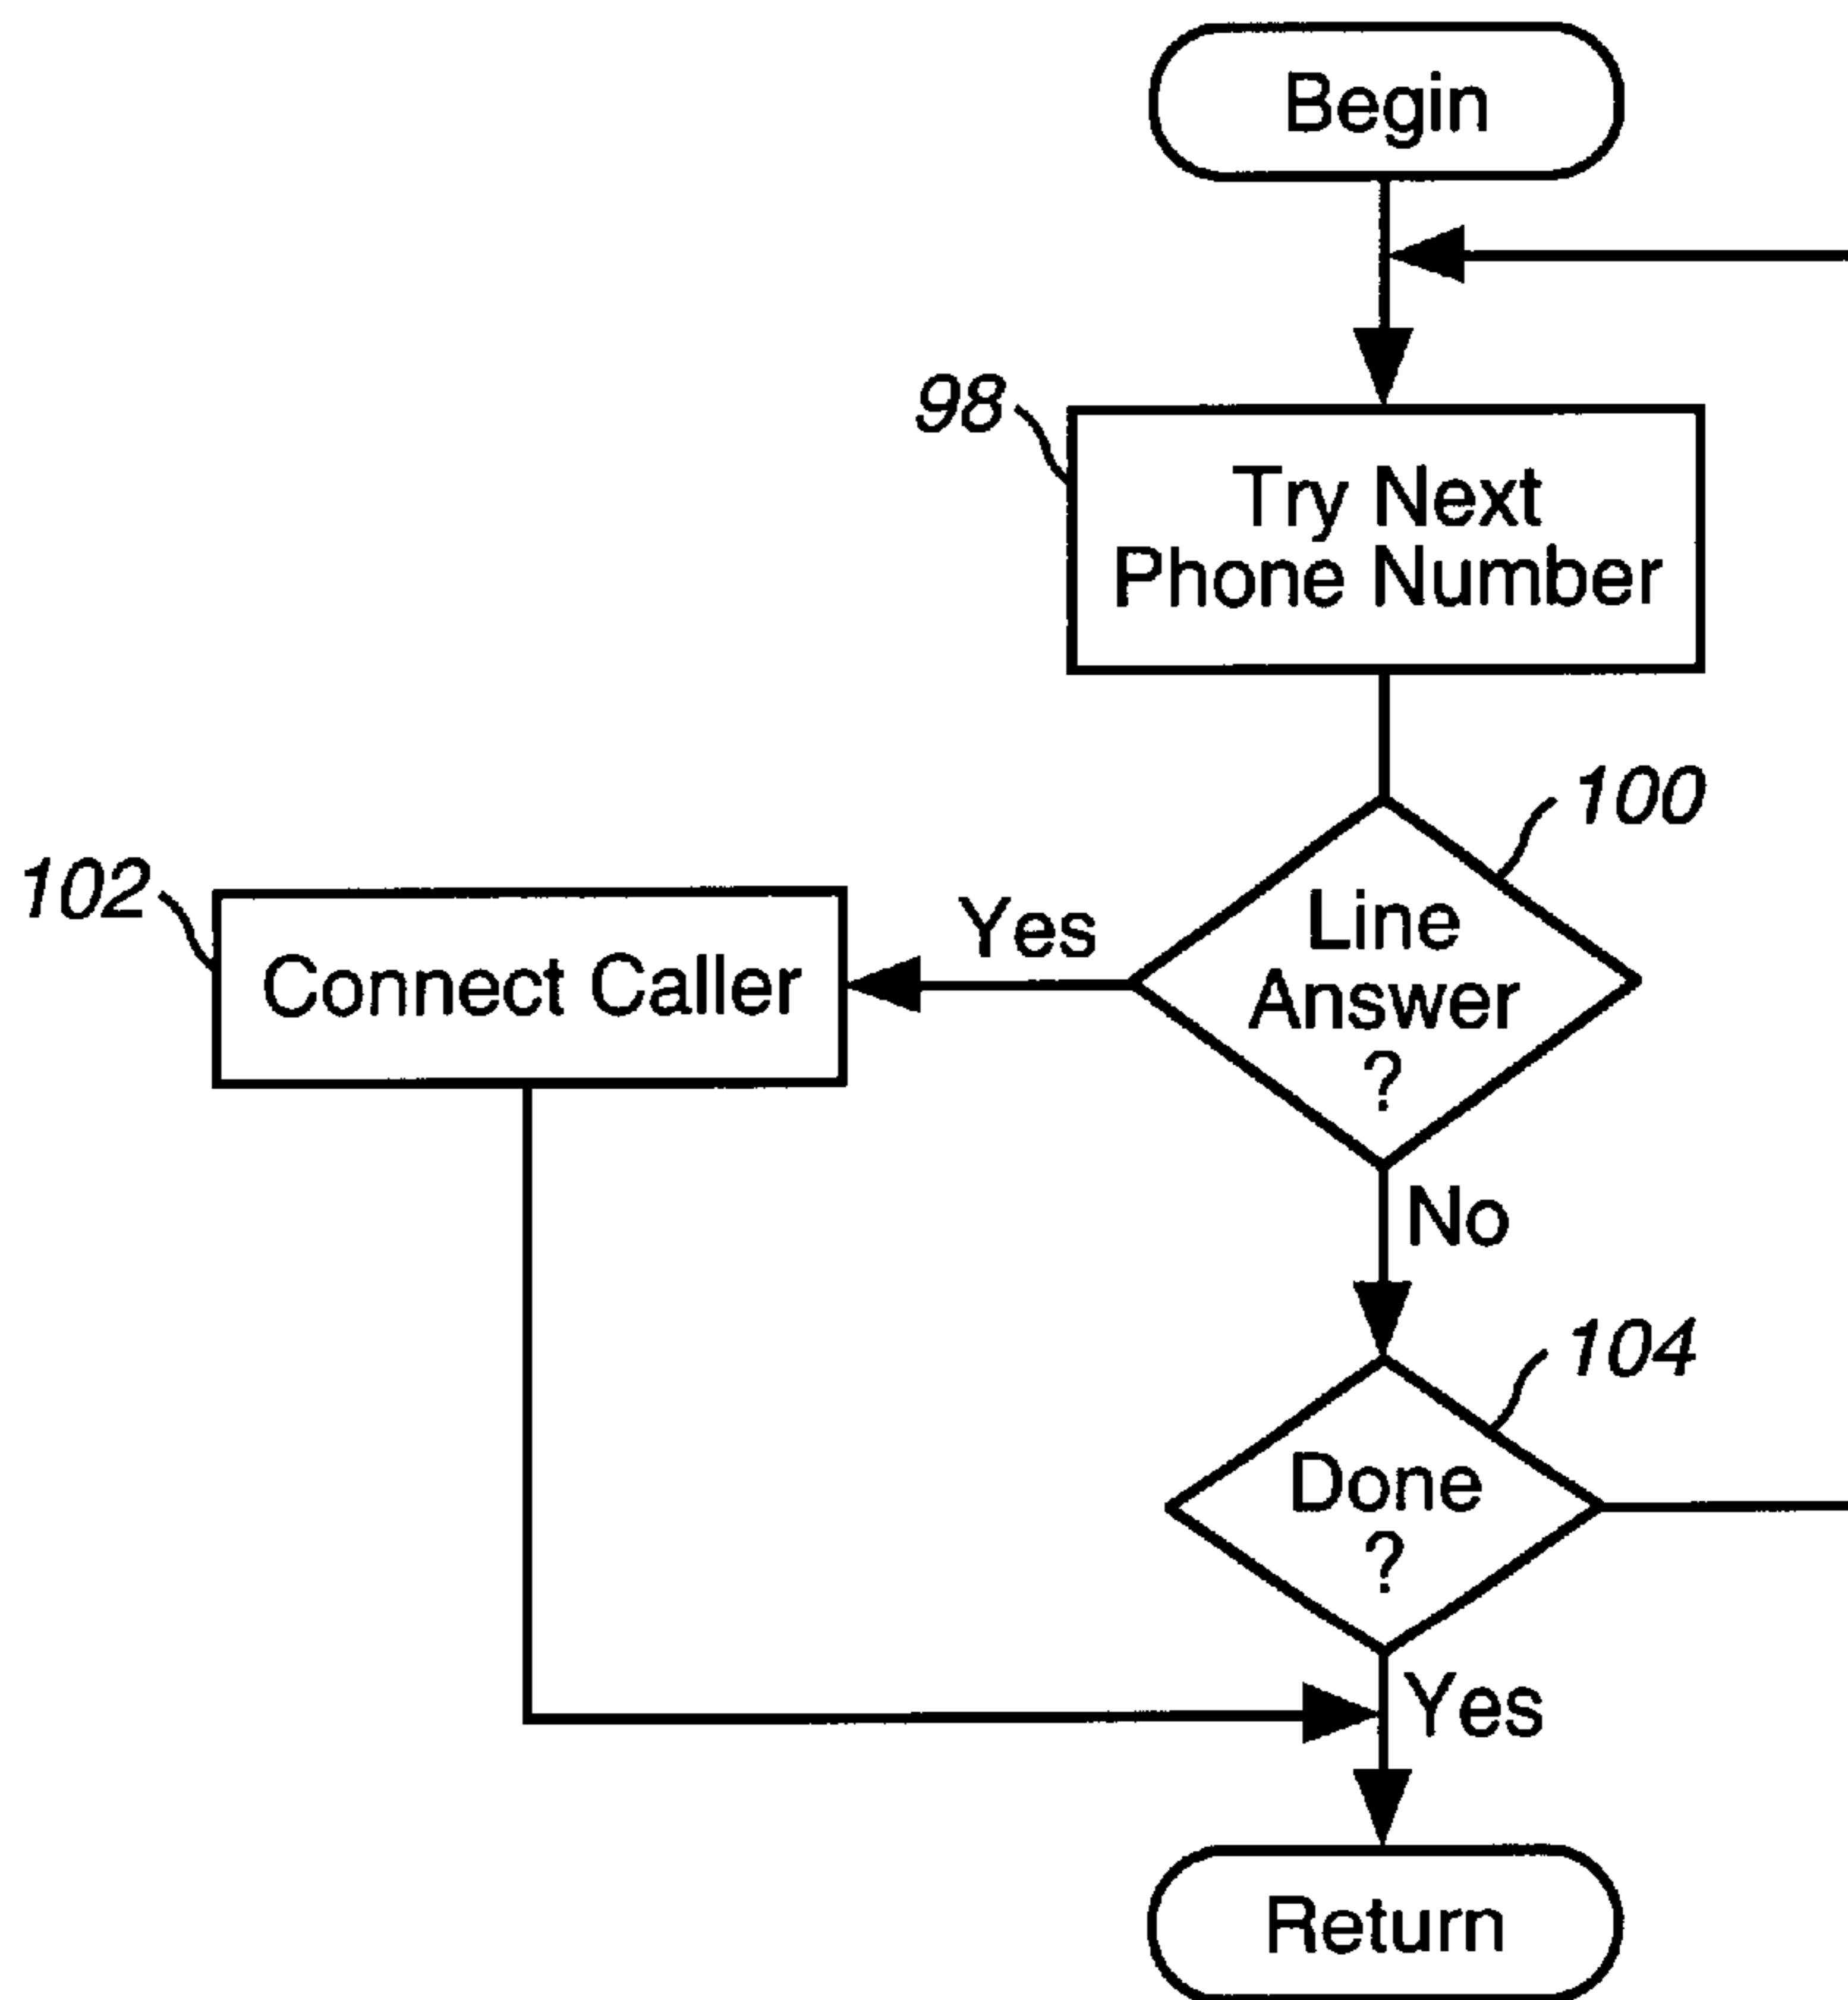 Begin
98
Try Next
Phone Number
100
Line
Answer
?
Yes
102
Connect Caller
No
104
Done
?
Yes
Return